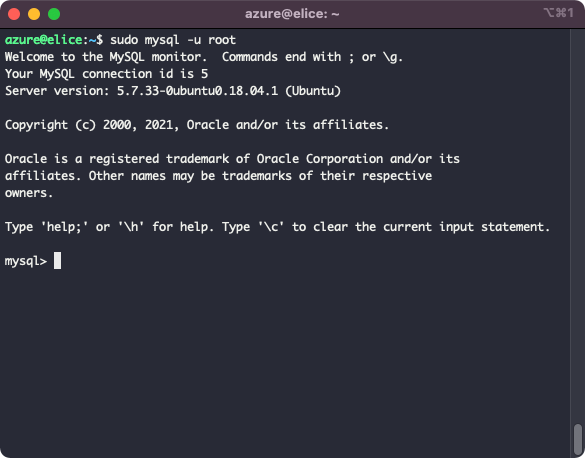 azure@elice: ~
⌥⌘1
azure@elice:~$ sudo mysql -u root
Welcome to the MySQL monitor.  Commands end with ; or \g.
Your MySQL connection id is 5
Server version: 5.7.33-0ubuntu0.18.04.1 (Ubuntu)
Copyright (c) 2000, 2021, Oracle and/or its affiliates.
Oracle is a registered trademark of Oracle Corporation and/or its
affiliates. Other names may be trademarks of their respective
owners.
Type 'help;' or '\h' for help. Type '\c' to clear the current input statement.
mysql>